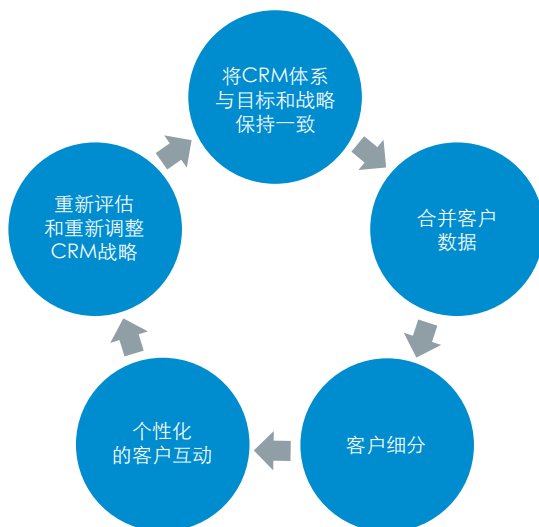 将CRM体系
与目标和战略
保持一致
合并客户
数据
客户细分
个性化
的客户互动
重新评估
和重新调整
CRM战略